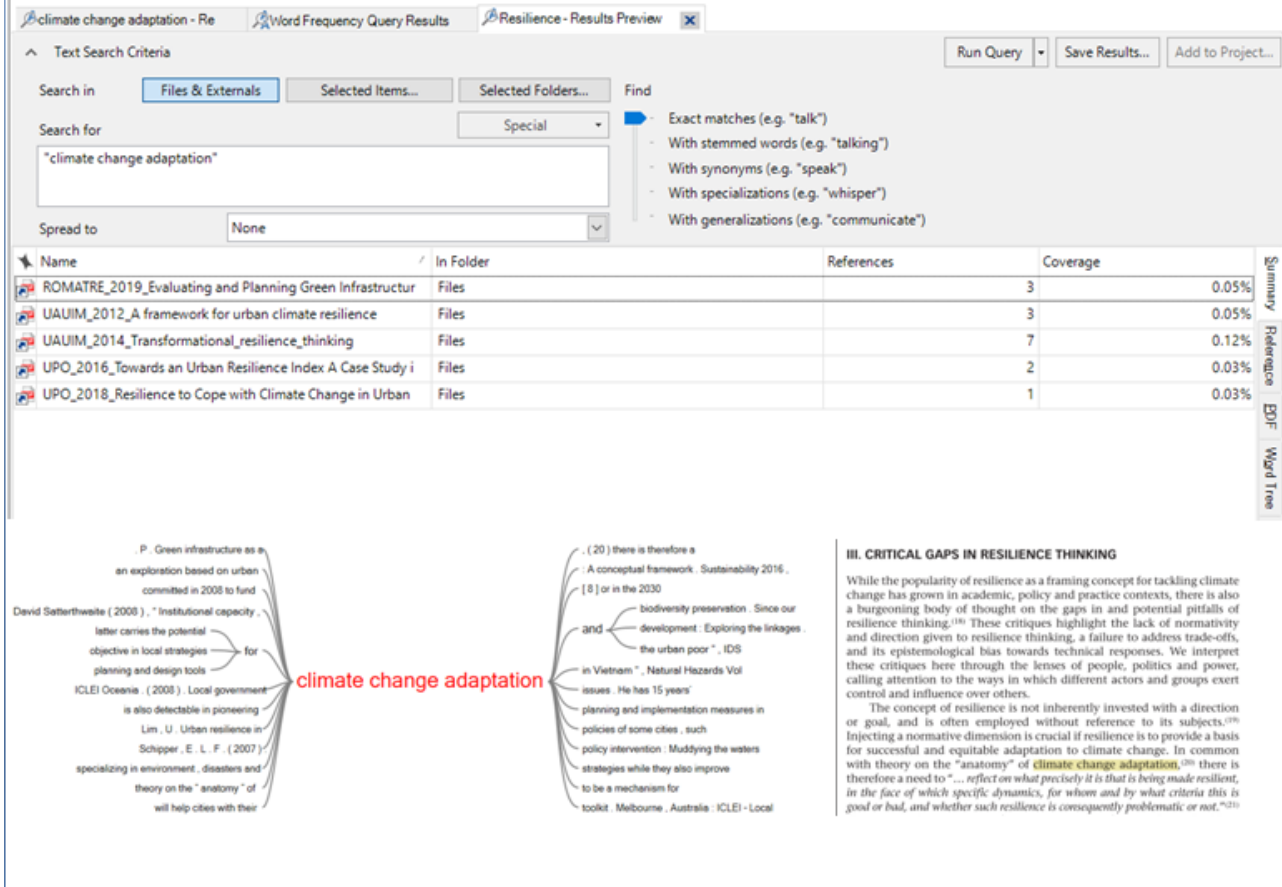 climate change adaptation - Re
Word Frequency Query Results
Resilience - Results Preview
Text Search Criteria
Run Query
Save Results...
Add to Project...
Search in
Files & Externals
Selected Items...
Selected Folders...
Find
Search for
Special
Exact matches (e.g. "talk")
"climate change adaptation"
With stemmed words (e.g. "talking")
With synonyms (e.g. "speak")
With specializations (e.g. "whisper")
With generalizations (e.g. "communicate")
Spread to
None
Name In Folder References Coverage
ROMATRE_2019_Evaluating and Planning Green Infrastructur Files 3 0.05%
UAUIM_2012_A framework for urban climate resilience Files 3 0.05%
UAUIM_2014_Transformational_resilience_thinking Files 7 0.12%
UPO_2016_Towards an Urban Resilience Index A Case Study i Files 2 0.03%
UPO_2018_Resilience to Cope with Climate Change in Urban Files 1 0.03%
Summary
Reference
PDF
Word Tree
. P . Green infrastructure as a
an exploration based on urban
committed in 2008 to fund
David Satterthwaite ( 2008 ) , " Institutional capacity ,
latter carries the potential
objective in local strategies
for
planning and design tools
ICLEI Oceania . ( 2008 ) . Local government
is also detectable in pioneering
Lim , U . Urban resilience in
Schipper , E . L . F . ( 2007 )
specializing in environment , disasters and
theory on the " anatomy " of
will help cities with their
climate change adaptation
, ( 20 ) there is therefore a
: A conceptual framework . Sustainability 2016 ,
[ 8 ] or in the 2030
and
biodiversity preservation . Since our
development : Exploring the linkages .
the urban poor " , IDS
in Vietnam " , Natural Hazards Vol
issues . He has 15 years'
planning and implementation measures in
policies of some cities , such
policy intervention : Muddying the waters
strategies while they also improve
to be a mechanism for
toolkit . Melbourne , Australia : ICLEI - Local
III. CRITICAL GAPS IN RESILIENCE THINKING
While the popularity of resilience as a framing concept for tackling climate
change has grown in academic, policy and practice contexts, there is also
a burgeoning body of thought on the gaps in and potential pitfalls of
resilience thinking.(18) These critiques highlight the lack of normativity
and direction given to resilience thinking, a failure to address trade-offs,
and its epistemological bias towards technical responses. We interpret
these critiques here through the lenses of people, politics and power,
calling attention to the ways in which different actors and groups exert
control and influence over others.
The concept of resilience is not inherently invested with a direction
or goal, and is often employed without reference to its subjects.(19)
Injecting a normative dimension is crucial if resilience is to provide a basis
for successful and equitable adaptation to climate change. In common
with theory on the "anatomy" of climate change adaptation,(20) there is
therefore a need to "… reflect on what precisely it is that is being made resilient,
in the face of which specific dynamics, for whom and by what criteria this is
good or bad, and whether such resilience is consequently problematic or not."(21)